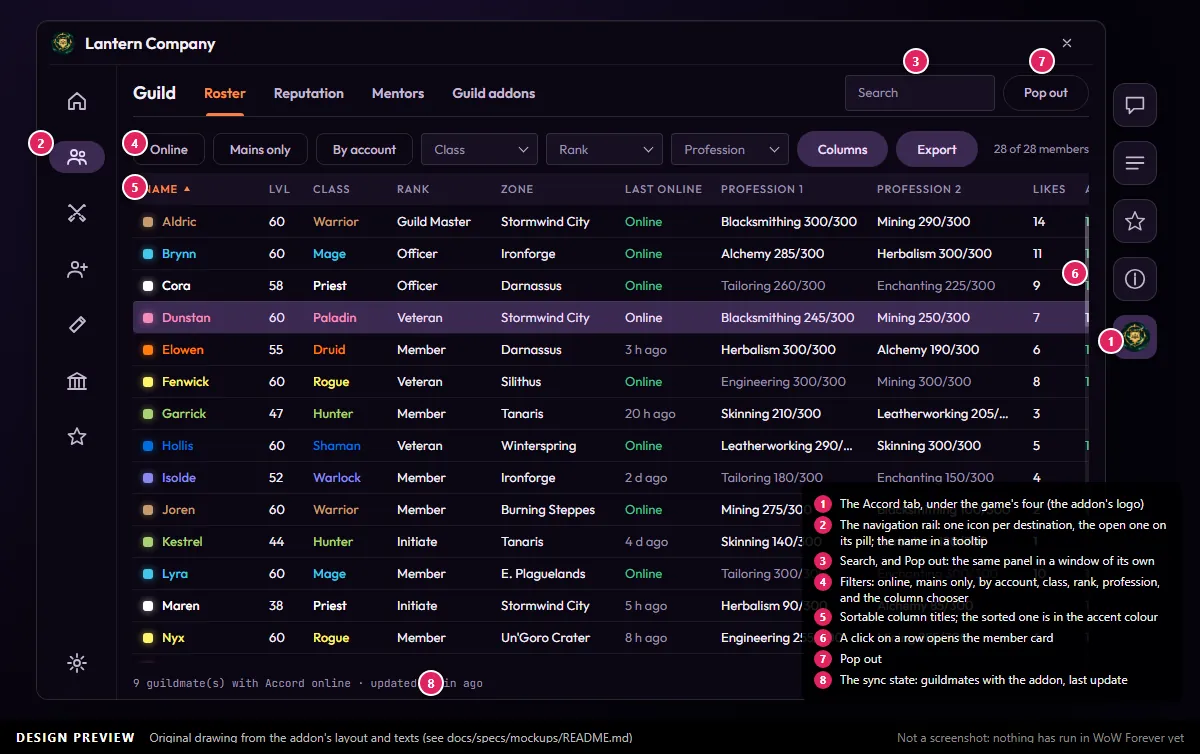 Lantern Company
3
7
Guild
Roster
Reputation
Mentors
Guild addons
Search
Pop out
2
4
Online
Mains only
By account
Class
Rank
Profession
Columns
Export
28 of 28 members
5
NAME LVL CLASS RANK ZONE LAST ONLINE PROFESSION 1 PROFESSION 2 LIKES
Aldric 60 Warrior Guild Master Stormwind City Online Blacksmithing 300/300 Mining 290/300 14
Brynn 60 Mage Officer Ironforge Online Alchemy 285/300 Herbalism 300/300 11
6
Cora 58 Priest Officer Darnassus Online Tailoring 260/300 Enchanting 225/300 9
Dunstan 60 Paladin Veteran Stormwind City Online Blacksmithing 245/300 Mining 250/300 7
1
Elowen 55 Druid Member Darnassus 3 h ago Herbalism 300/300 Alchemy 190/300 6
Fenwick 60 Rogue Veteran Silithus Online Engineering 300/300 Mining 300/300 8
Garrick 47 Hunter Member Tanaris 20 h ago Skinning 210/300 Leatherworking 205/... 3
Hollis 60 Shaman Veteran Winterspring Online Leatherworking 290/... Skinning 300/300 5
Isolde 52 Warlock Member Ironforge 2 d ago Tailoring 180/300 Enchanting 150/300 4
Joren 60 Warrior Member Burning Steppes Online Mining 275/300
Kestrel 44 Hunter Initiate Tanaris 4 d ago Skinning 140/300
Lyra 60 Mage Member E. Plaguelands Online Tailoring 300/300
Maren 38 Priest Initiate Stormwind City 5 h ago Herbalism 90/300 Alchemy 85/300
Nyx 60 Rogue Member Un'Goro Crater 8 h ago Engineering
9 guildmate(s) with Accord online · updated
8
in ago
1 The Accord tab, under the game's four (the addon's logo)
2 The navigation rail: one icon per destination, the open one on
its pill; the name in a tooltip
3 Search, and Pop out: the same panel in a window of its own
4 Filters: online, mains only, by account, class, rank, profession,
and the column chooser
5 Sortable column titles; the sorted one is in the accent colour
6 A click on a row opens the member card
7 Pop out
8 The sync state: guildmates with the addon, last update
DESIGN PREVIEW
Original drawing from the addon's layout and texts (see docs/specs/mockups/README.md)
Not a screenshot: nothing has run in WoW Forever yet